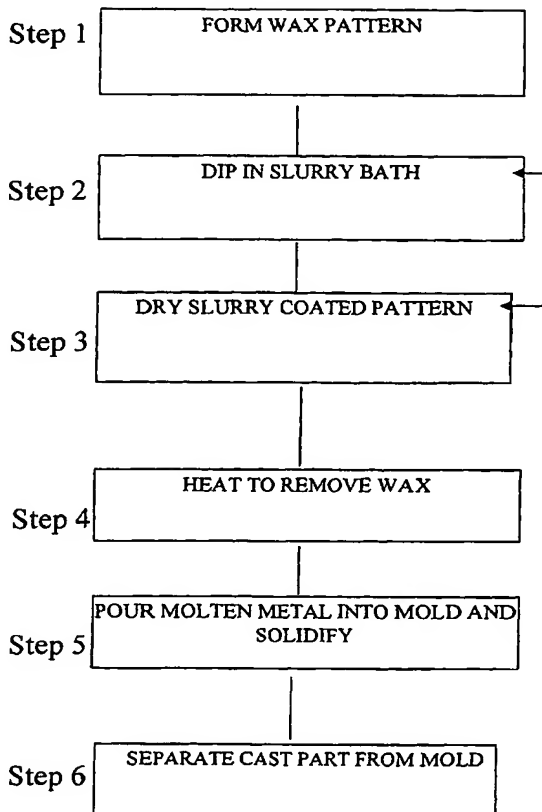 Step 1
FORM WAX PATTERN
Step 2
DIP IN SLURRY BATH
Step 3
DRY SLURRY COATED PATTERN
Step 4
HEAT TO REMOVE WAX
Step 5
POUR MOLTEN METAL INTO MOLD AND
SOLIDIFY
Step 6
SEPARATE CAST PART FROM MOLD